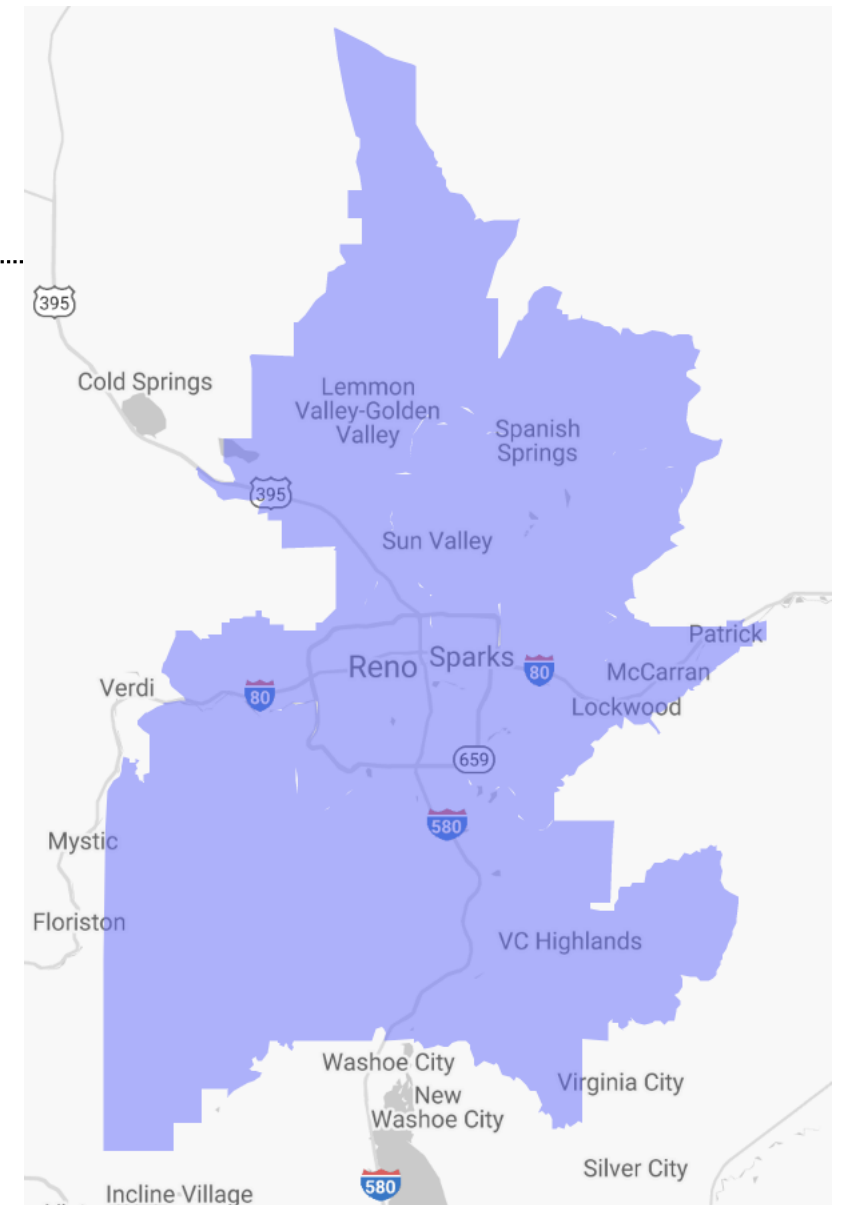 395
Cold Springs
Lemmon
Valley-Golden
Valley
Spanish
Springs
395
Sun Valley
Patrick
Reno
Sparks
80
McCarran
Verdi
80
Lockwood
659
580
Mystic
Floriston
VC Highlands
Washoe City
New
Washoe City
Virginia City
Silver City
580
Incline Village